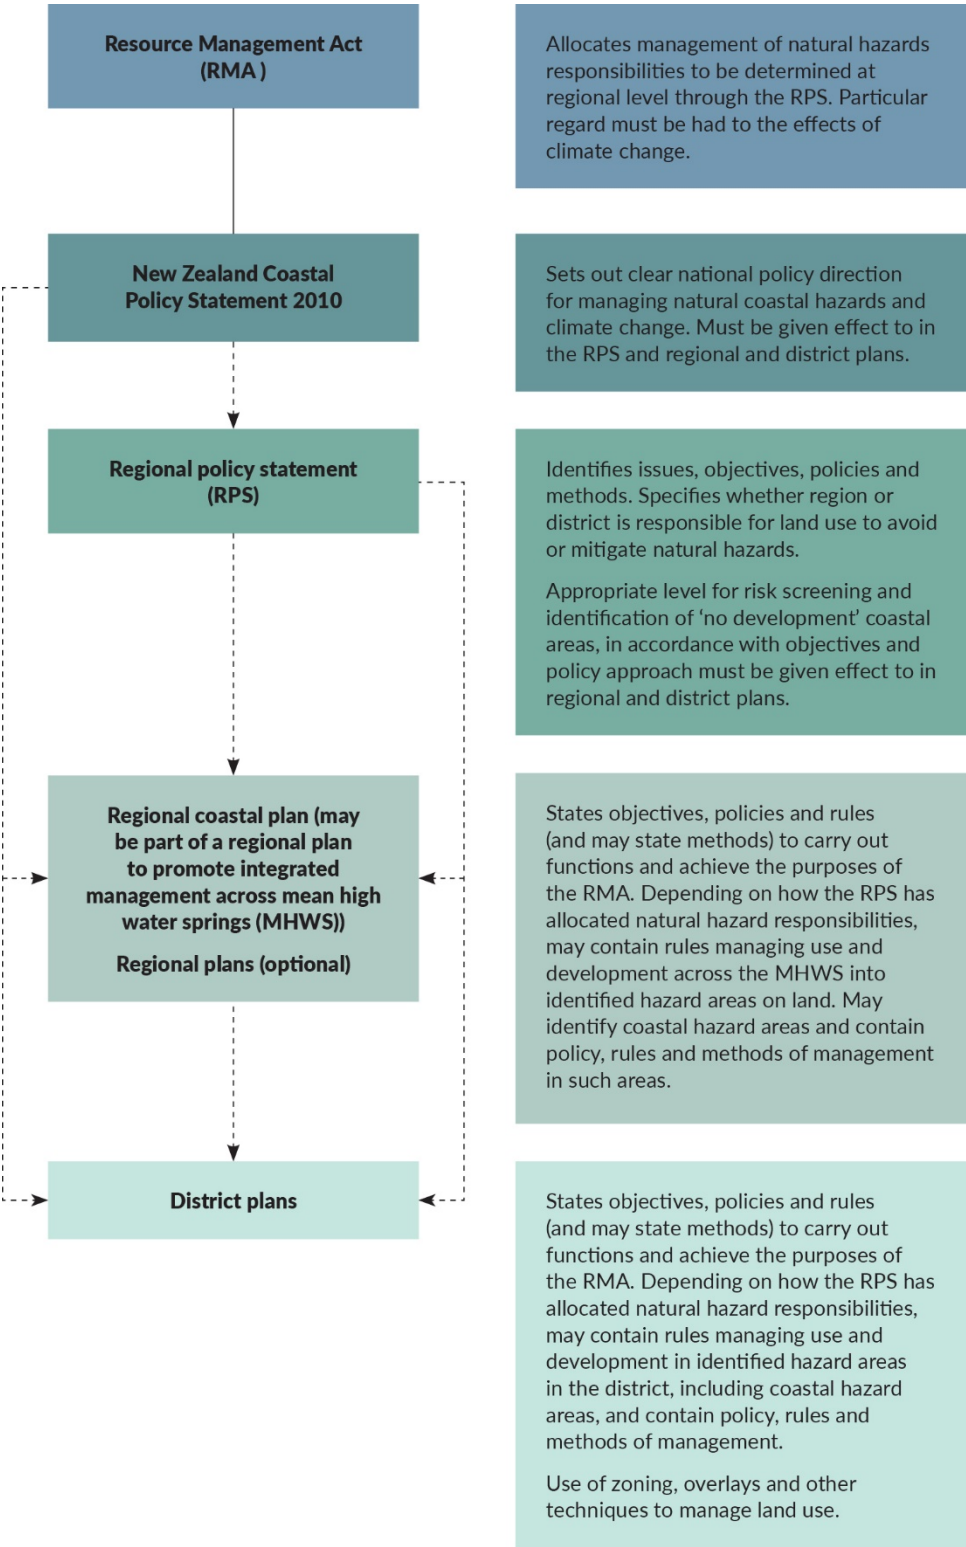 Resource Management Act
(RMA )
Allocates management of natural hazards
responsibilities to be determined at
regional level through the RPS. Particular
regard must be had to the effects of
climate change.
New Zealand Coastal
Policy Statement 2010
Sets out clear national policy direction
for managing natural coastal hazards and
climate change. Must be given effect to in
the RPS and regional and district plans.
Regional policy statement
(RPS)
Identifies issues, objectives, policies and
methods. Specifies whether region or
district is responsible for land use to avoid
or mitigate natural hazards.
Appropriate level for risk screening and
identification of ‘no development’ coastal
areas, in accordance with objectives and
policy approach must be given effect to in
regional and district plans.
Regional coastal plan (may
be part of a regional plan
to promote integrated
management across mean high
water springs (MHWS))
Regional plans (optional)
States objectives, policies and rules
(and may state methods) to carry out
functions and achieve the purposes of
the RMA. Depending on how the RPS has
allocated natural hazard responsibilities,
may contain rules managing use and
development across the MHWS into
identified hazard areas on land. May
identify coastal hazard areas and contain
policy, rules and methods of management
in such areas.
District plans
States objectives, policies and rules
(and may state methods) to carry out
functions and achieve the purposes of
the RMA. Depending on how the RPS has
allocated natural hazard responsibilities,
may contain rules managing use and
development in identified hazard areas
in the district, including coastal hazard
areas, and contain policy, rules and
methods of management.
Use of zoning, overlays and other
techniques to manage land use.